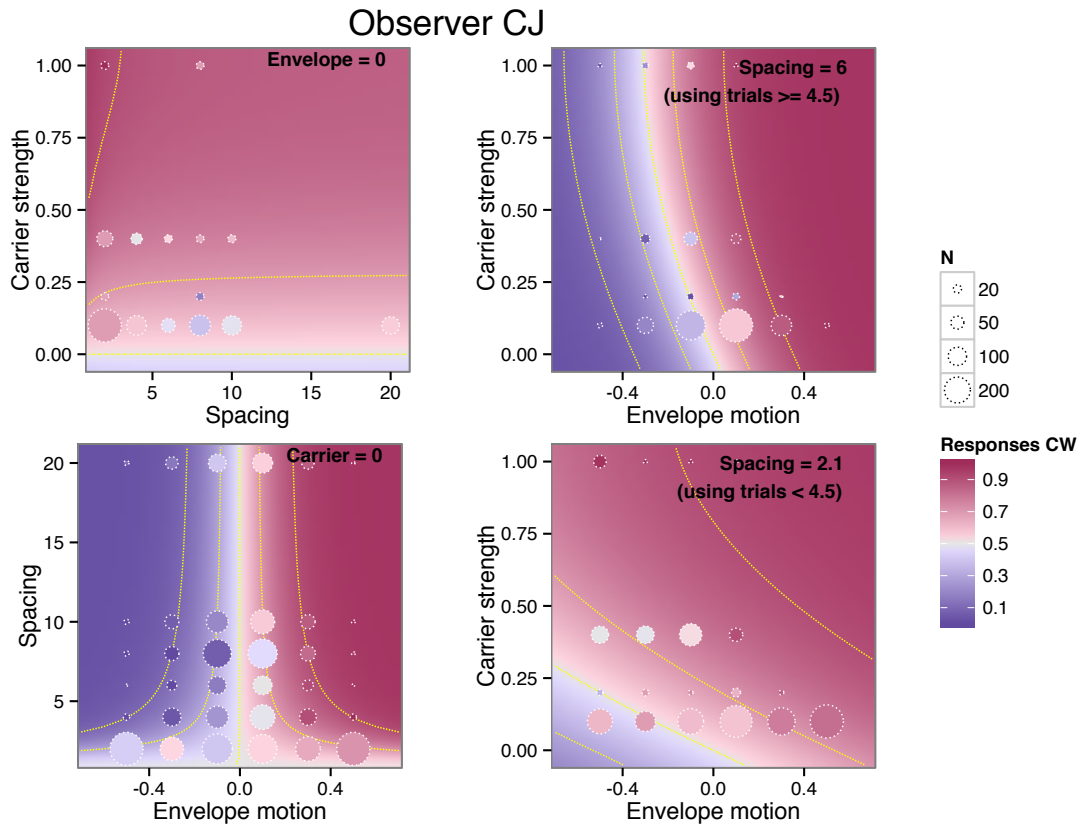 Observer CJ
Envelope = 0
Carrier strength
1.00
0.75
0.50
0.25
0.00
5
10
15
20
Spacing
Spacing = 6
(using trials >= 4.5)
Carrier strength
1.00
0.75
0.50
0.25
0.00
-0.4
0.0
0.4
Envelope motion
Carrier = 0
Spacing
20
15
10
5
-0.4
0.0
0.4
Envelope motion
Spacing = 2.1
(using trials < 4.5)
Carrier strength
1.00
0.75
0.50
0.25
0.00
-0.4
0.0
0.4
Envelope motion
N
20
50
100
200
Responses CW
0.9
0.7
0.5
0.3
0.1